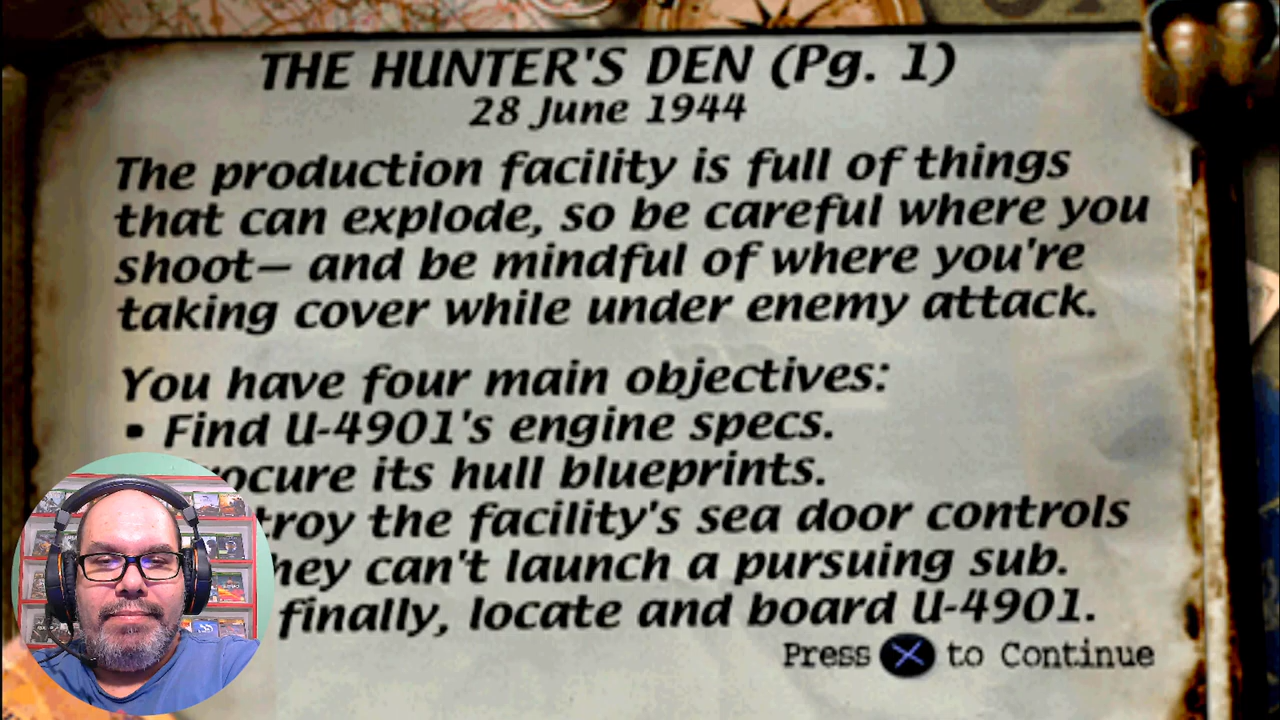 THE HUNTER'S DEN (Pg. 1)
28 June 1944
The production facility is full of things
that can explode, so be careful where you
shoot— and be mindful of where you're
taking cover while under enemy attack.
You have four main objectives:
• Find U-4901's engine specs.
its hull blueprints.
the facility's sea door controls
can't launch a pursuing sub.
finally, locate and board U-4901.
Press X to Continue